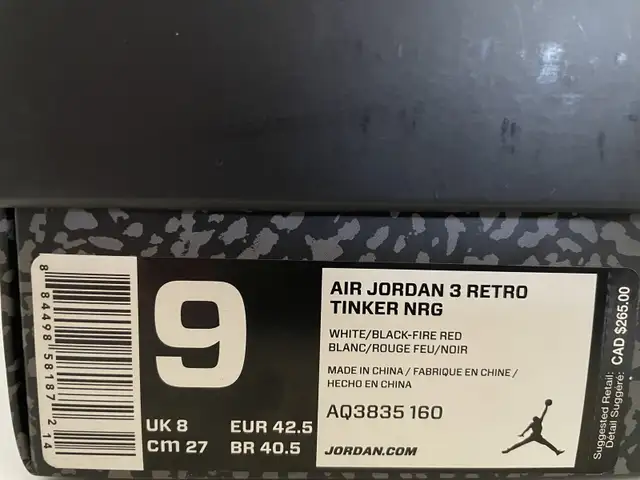 8 84498 58187 2 14
9
UK 8
EUR 42.5
cm 27
BR 40.5
AIR JORDAN 3 RETRO
TINKER NRG
WHITE/BLACK-FIRE RED
BLANC/ROUGE FEU/NOIR
MADE IN CHINA / FABRIQUE EN CHINE /
HECHO EN CHINA
AQ3835 160
JORDAN.COM
Suggested Retail:
Détail Suggéré: CAD $265.00